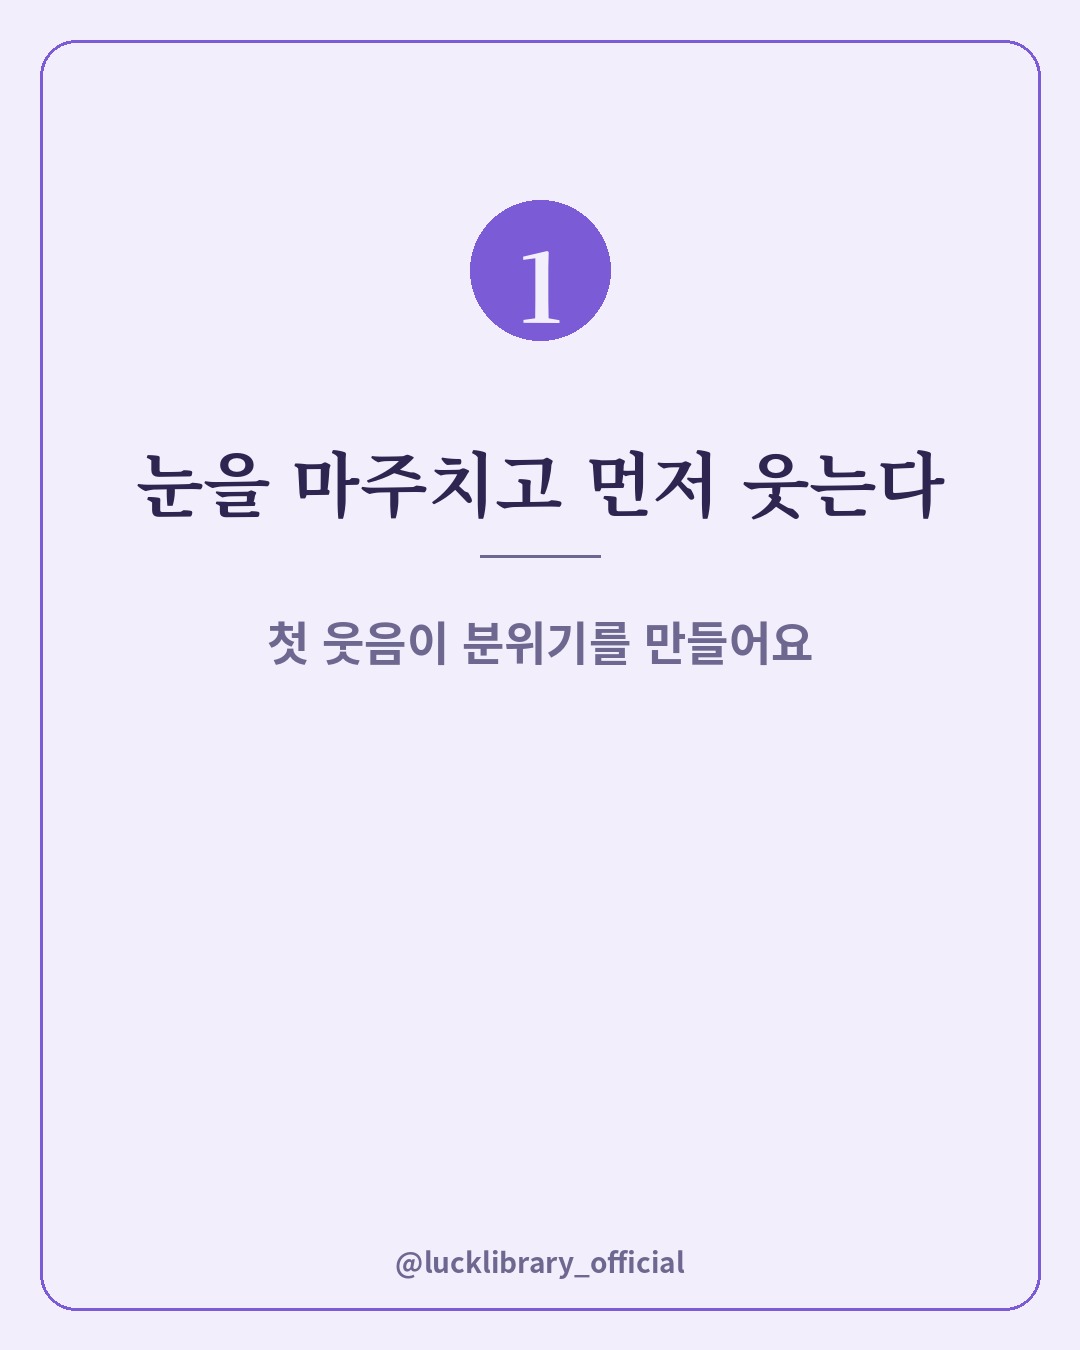 1
눈을 마주치고 먼저 웃는다
첫 웃음이 분위기를 만들어요
@lucklibrary_official